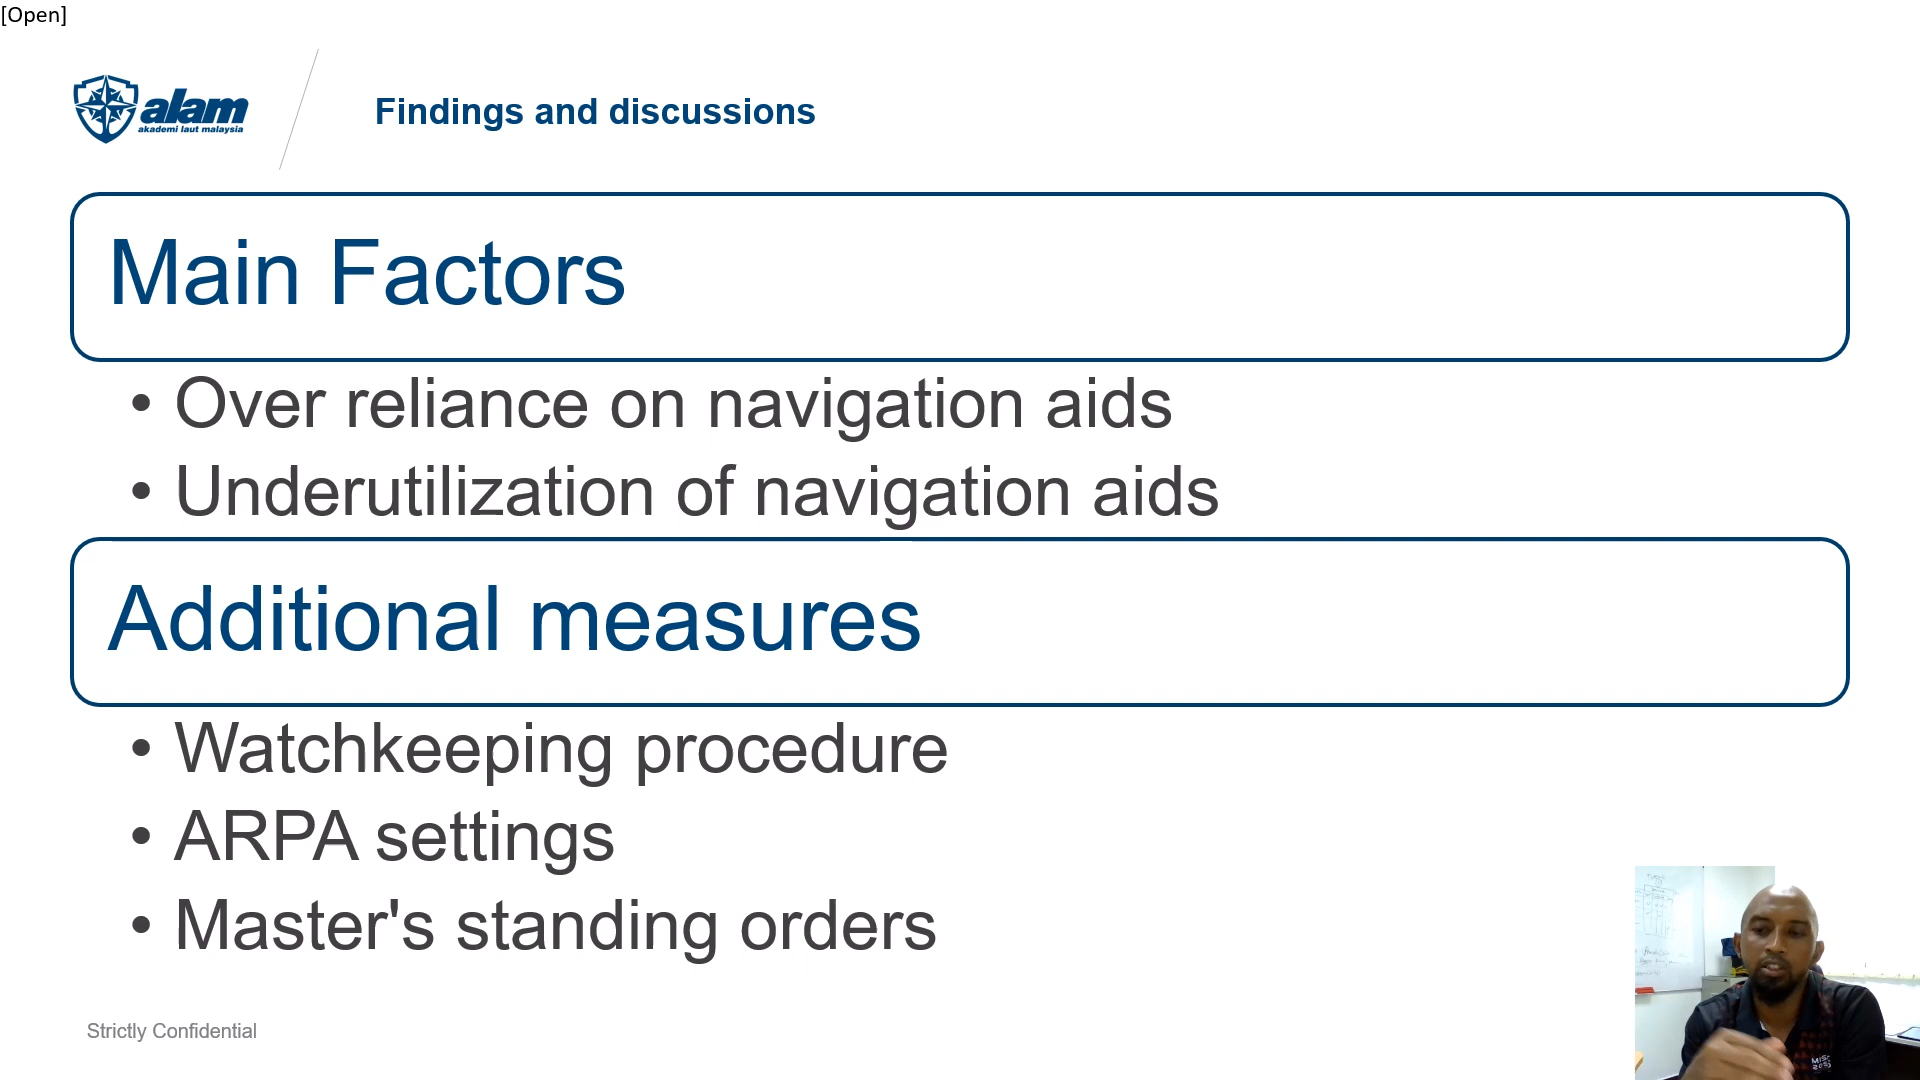 [Open]
alam
akademi laut malaysia
Findings and discussions
Main Factors
• Over reliance on navigation aids
• Underutilization of navigation aids
Additional measures
• Watchkeeping procedure
• ARPA settings
• Master's standing orders
Strictly Confidential